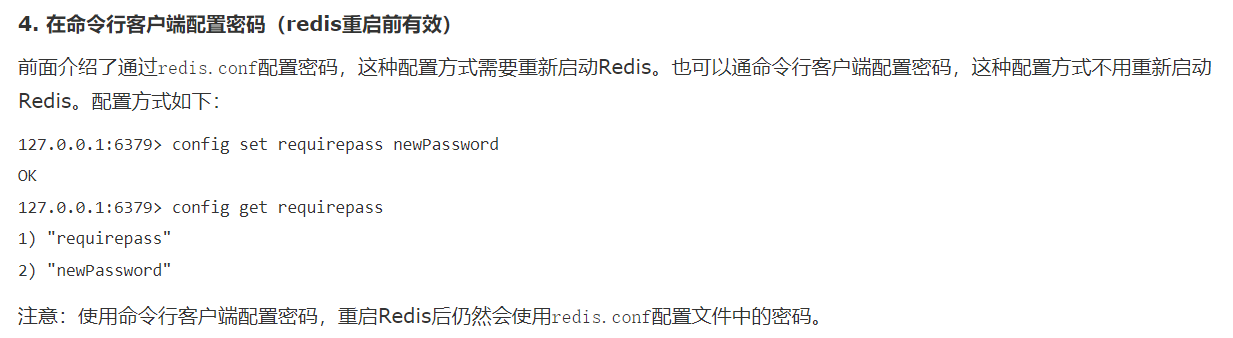 4. 在命令行客户端配置密码（redis重启前有效）
前面介绍了通过redis.conf配置密码，这种配置方式需要重新启动Redis。也可以通命令行客户端配置密码，这种配置方式不用重新启动
Redis。配置方式如下：
127.0.0.1:6379> config set requirepass newPassword
OK
127.0.0.1:6379> config get requirepass
1) "requirepass"
2) "newPassword"
注意：使用命令行客户端配置密码，重启Redis后仍然会使用redis.conf配置文件中的密码。